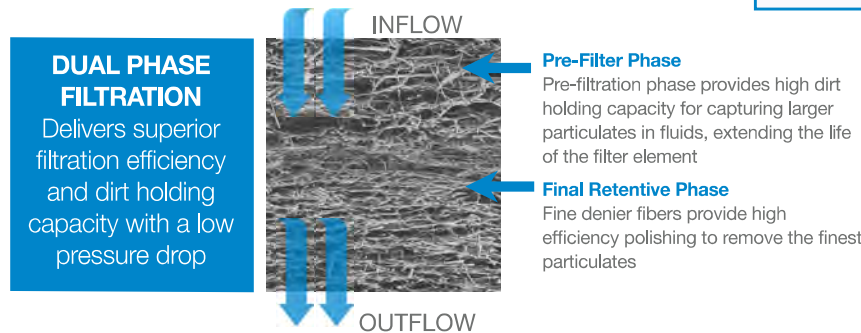 INFLOW
DUAL PHASE
FILTRATION
Delivers superior
filtration efficiency
and dirt holding
capacity with a low
pressure drop
Pre-Filter Phase
Pre-filtration phase provides high dirt
holding capacity for capturing larger
particulates in fluids, extending the life
of the filter element
Final Retentive Phase
Fine denier fibers provide high
efficiency polishing to remove the finest
particulates
OUTFLOW